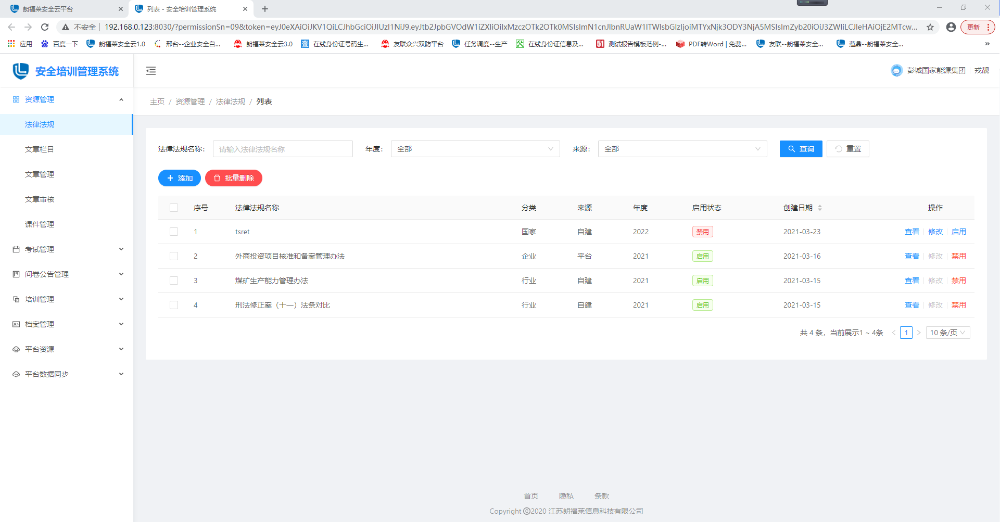 朗福莱安全云平台
列表 - 安全培训管理系统
不安全
192.168.0.123:8030/?permissionSn=09&token=
更新
应用
百度一下
朗福莱安全云1.0
邢台--企业安全自...
朗福莱安全云3.0
在线身份证号码生...
友联众兴双防平台
任务调度--生产
在线身份证信息及...
测试报告模板范例-...
PDF转Word | 免费...
友联--朗福莱安全...
蕴鼎--朗福莱安全...
安全培训管理系统
彭城国家能源集团 戎靓
资源管理
法律法规
文章栏目
文章管理
文章审核
课件管理
考试管理
问卷公告管理
培训管理
档案管理
平台资源
平台数据同步
主页 / 资源管理 / 法律法规 / 列表
法律法规名称: 请输入法律法规名称 年度: 全部 来源: 全部 查询 重置
添加 批量删除
序号 法律法规名称 分类 来源 年度 启用状态 创建日期 操作
1 tsret 国家 自建 2022 禁用 2021-03-23 查看 修改 启用
2 外商投资项目核准和备案管理办法 企业 平台 2021 启用 2021-03-16 查看 修改 禁用
3 煤矿生产能力管理办法 行业 自建 2021 启用 2021-03-15 查看 修改 禁用
4 刑法修正案（十一）法条对比 行业 自建 2021 启用 2021-03-15 查看 修改 禁用
共 4 条，当前展示1 ~ 4条 < 1 > 10 条/页
首页 隐私 条款
Copyright ©2020 江苏朗福莱信息科技有限公司